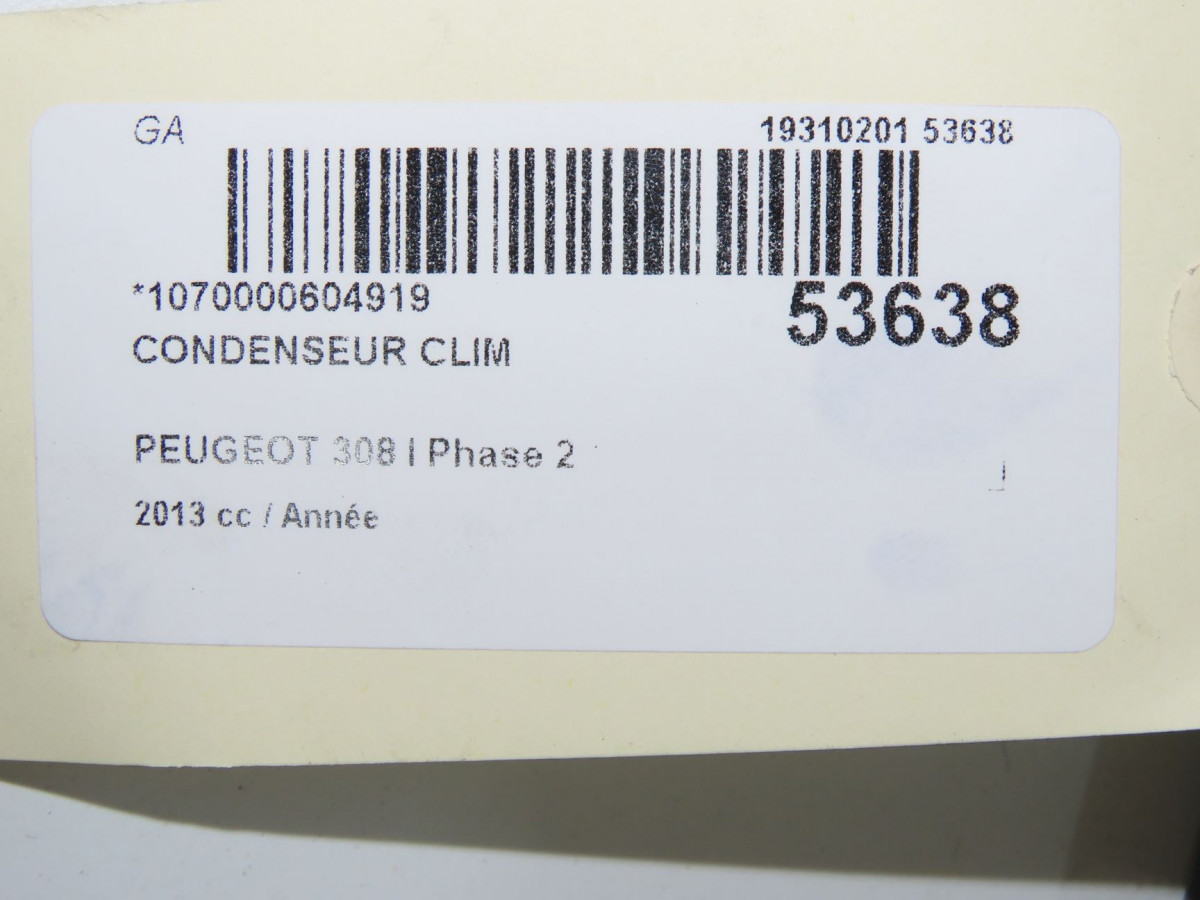 GA 19310201 53638
*1070000604919 53638
CONDENSEUR CLIM
PEUGEOT 308 I Phase 2
2013 cc / Année